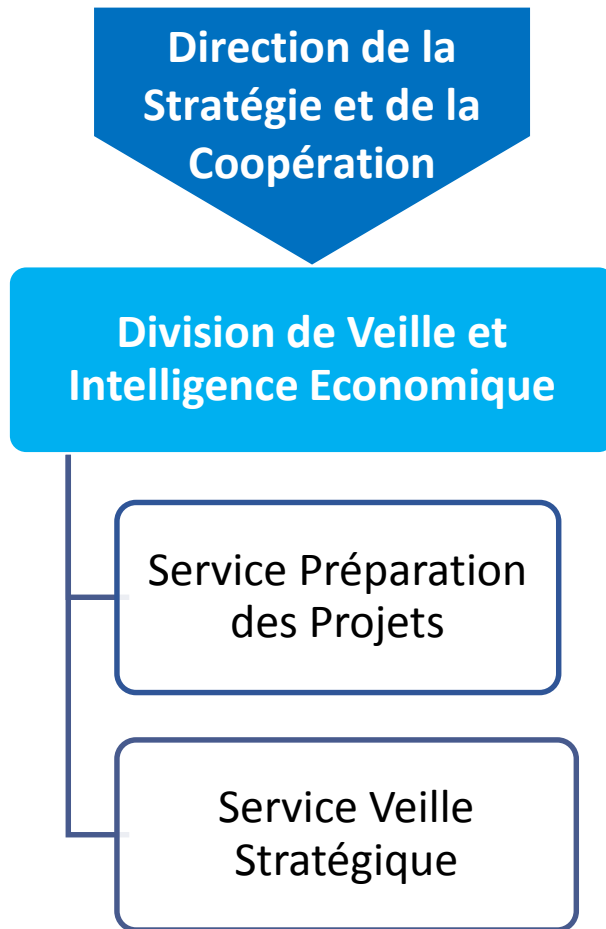 Direction de la
Stratégie et de la
Coopération
Division de Veille et
Intelligence Economique
Service Préparation
des Projets
Service Veille
Stratégique